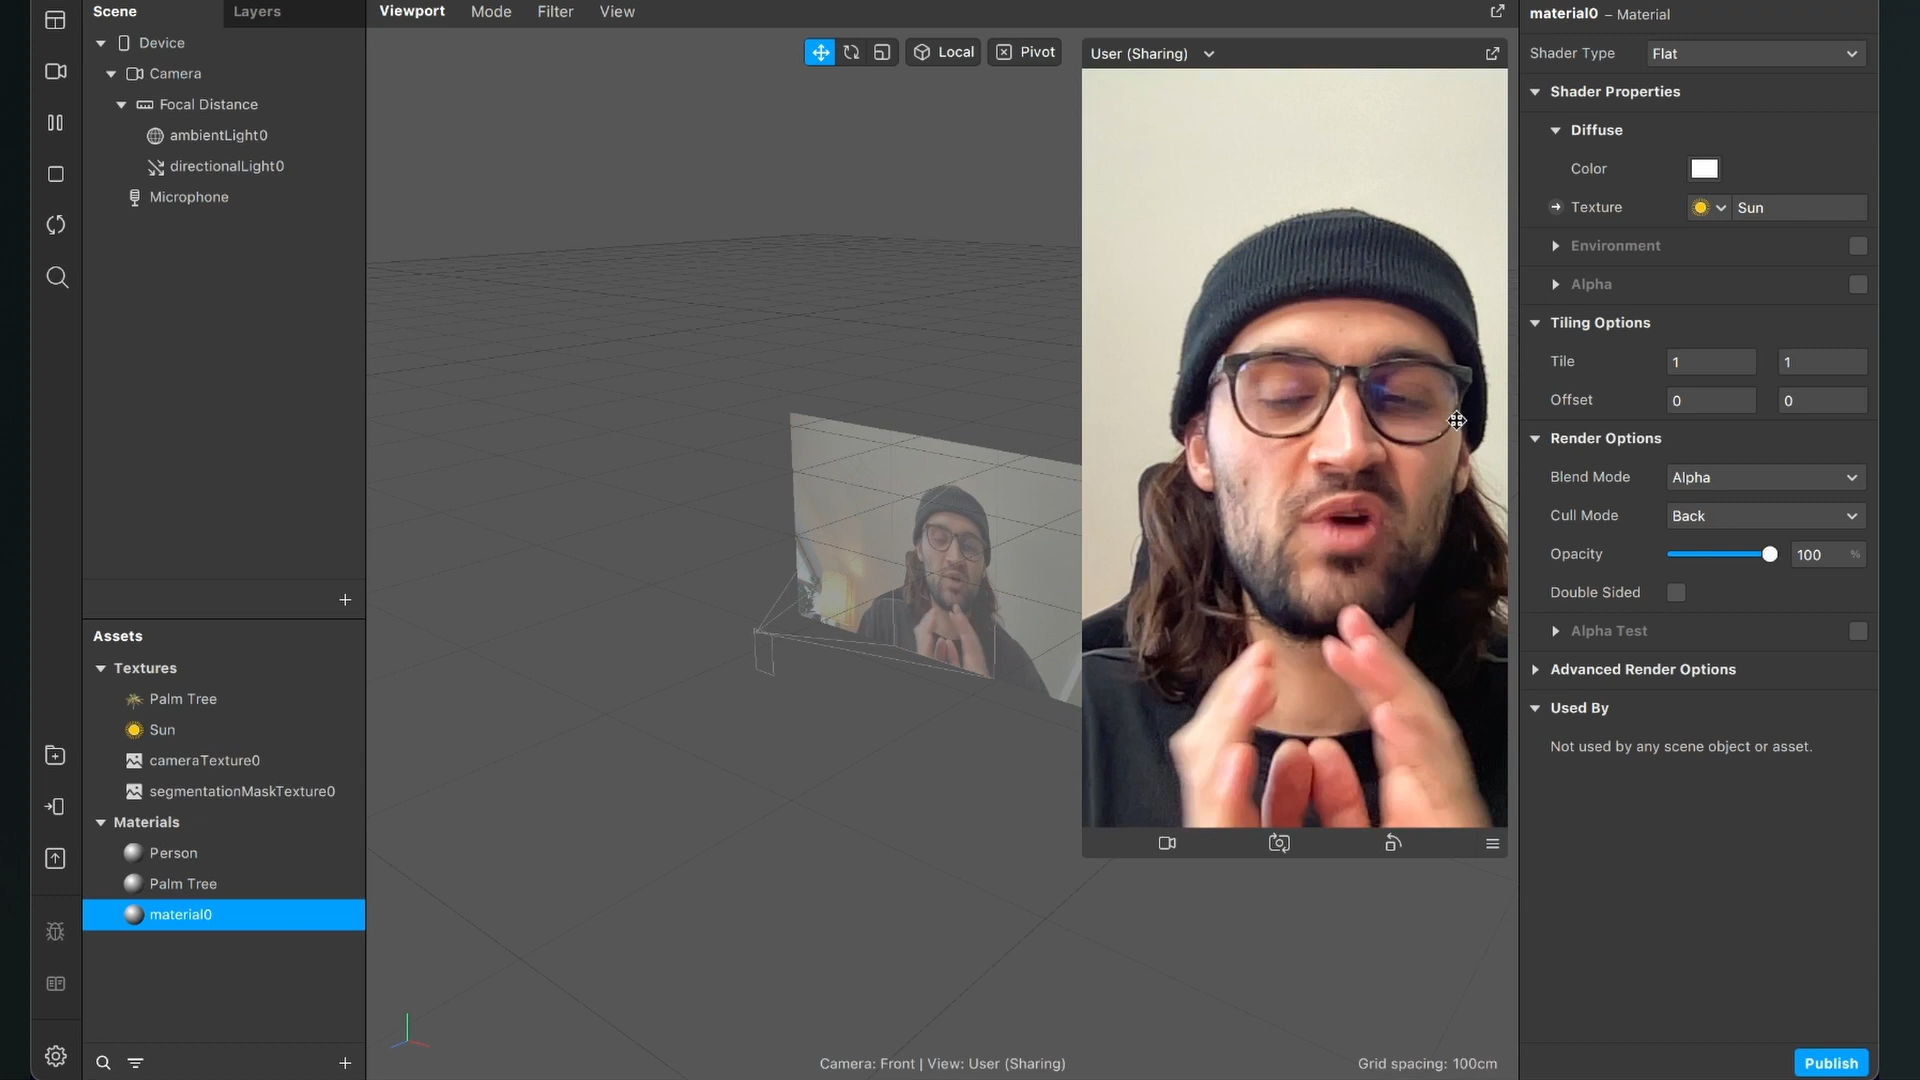 Scene
Layers
Device
Camera
Focal Distance
ambientLight0
directionalLight0
Microphone
Assets
Textures
Palm Tree
Sun
cameraTexture0
segmentationMaskTexture0
Materials
Person
Palm Tree
material0
Viewport
Mode
Filter
View
Local
Pivot
User (Sharing)
Camera: Front | View: User (Sharing)
Grid spacing: 100cm
material0 – Material
Shader Type
Flat
Shader Properties
Diffuse
Color
Texture
Sun
Environment
Alpha
Tiling Options
Tile
1
1
Offset
0
0
Render Options
Blend Mode
Alpha
Cull Mode
Back
Opacity
100 %
Double Sided
Alpha Test
Advanced Render Options
Used By
Not used by any scene object or asset.
Publish